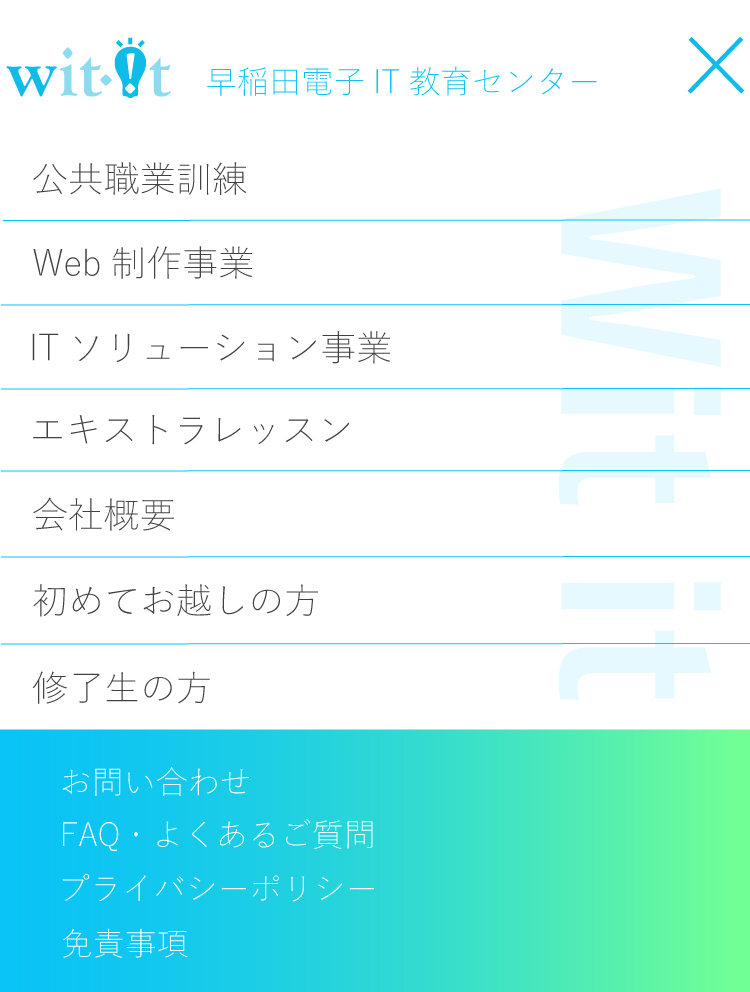 wit·!t 早稲田電子 IT 教育センター
公共職業訓練
Web 制作事業
IT ソリューション事業
エキストラレッスン
会社概要
初めてお越しの方
修了生の方
Wit it
お問い合わせ
FAQ・よくあるご質問
プライバシーポリシー
免責事項